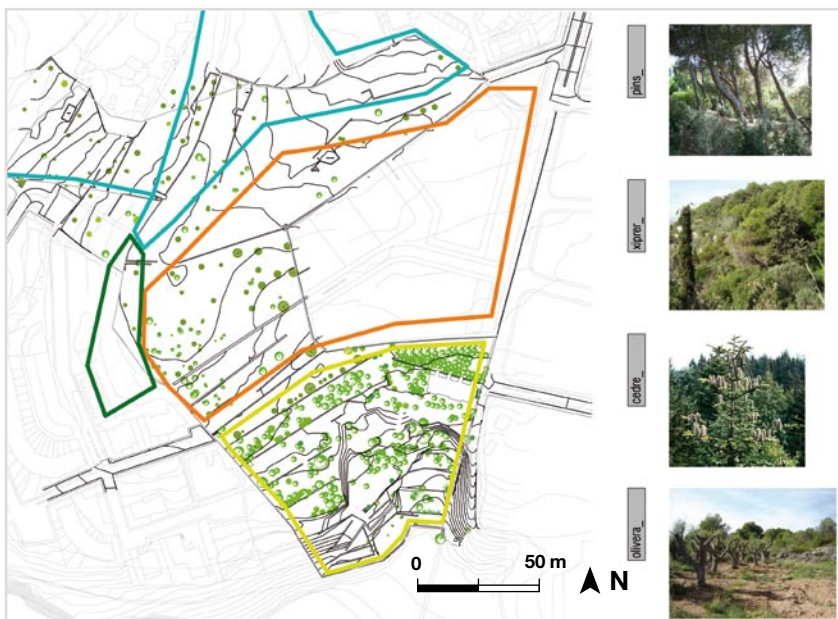 pins_
xiprer_
cedre_
olivera_
0 50 m
N